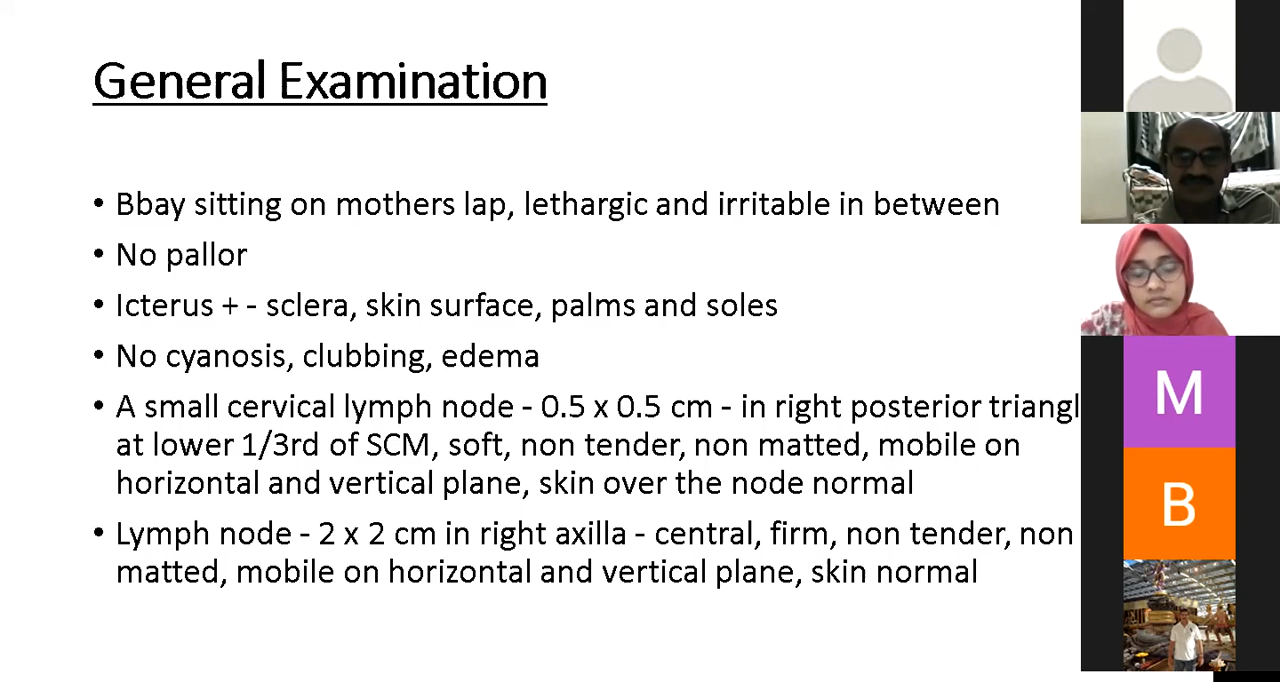 General Examination
• Bbay sitting on mothers lap, lethargic and irritable in between
• No pallor
• Icterus + - sclera, skin surface, palms and soles
• No cyanosis, clubbing, edema
• A small cervical lymph node - 0.5 x 0.5 cm - in right posterior triangl
at lower 1/3rd of SCM, soft, non tender, non matted, mobile on
horizontal and vertical plane, skin over the node normal
• Lymph node - 2 x 2 cm in right axilla - central, firm, non tender, non
matted, mobile on horizontal and vertical plane, skin normal
M
B